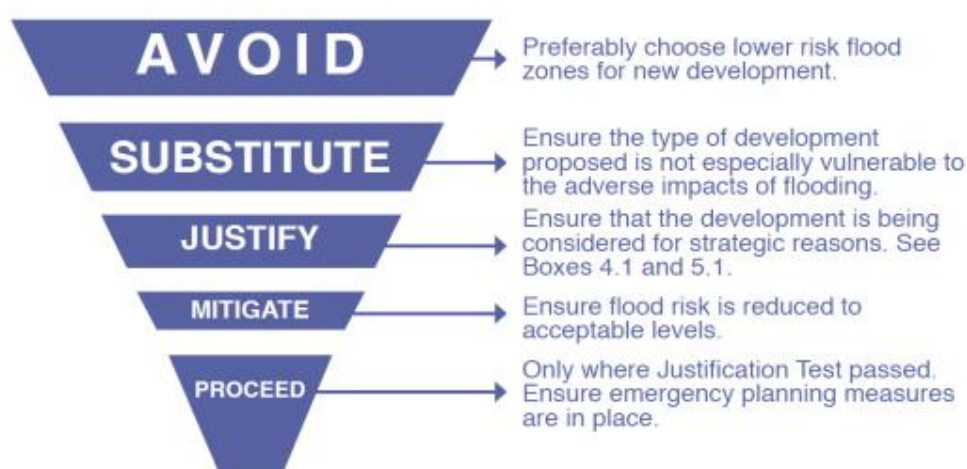 AVOID
Preferably choose lower risk flood
zones for new development.
SUBSTITUTE
Ensure the type of development
proposed is not especially vulnerable to
the adverse impacts of flooding.
JUSTIFY
Ensure that the development is being
considered for strategic reasons. See
Boxes 4.1 and 5.1.
MITIGATE
Ensure flood risk is reduced to
acceptable levels.
PROCEED
Only where Justification Test passed.
Ensure emergency planning measures
are in place.